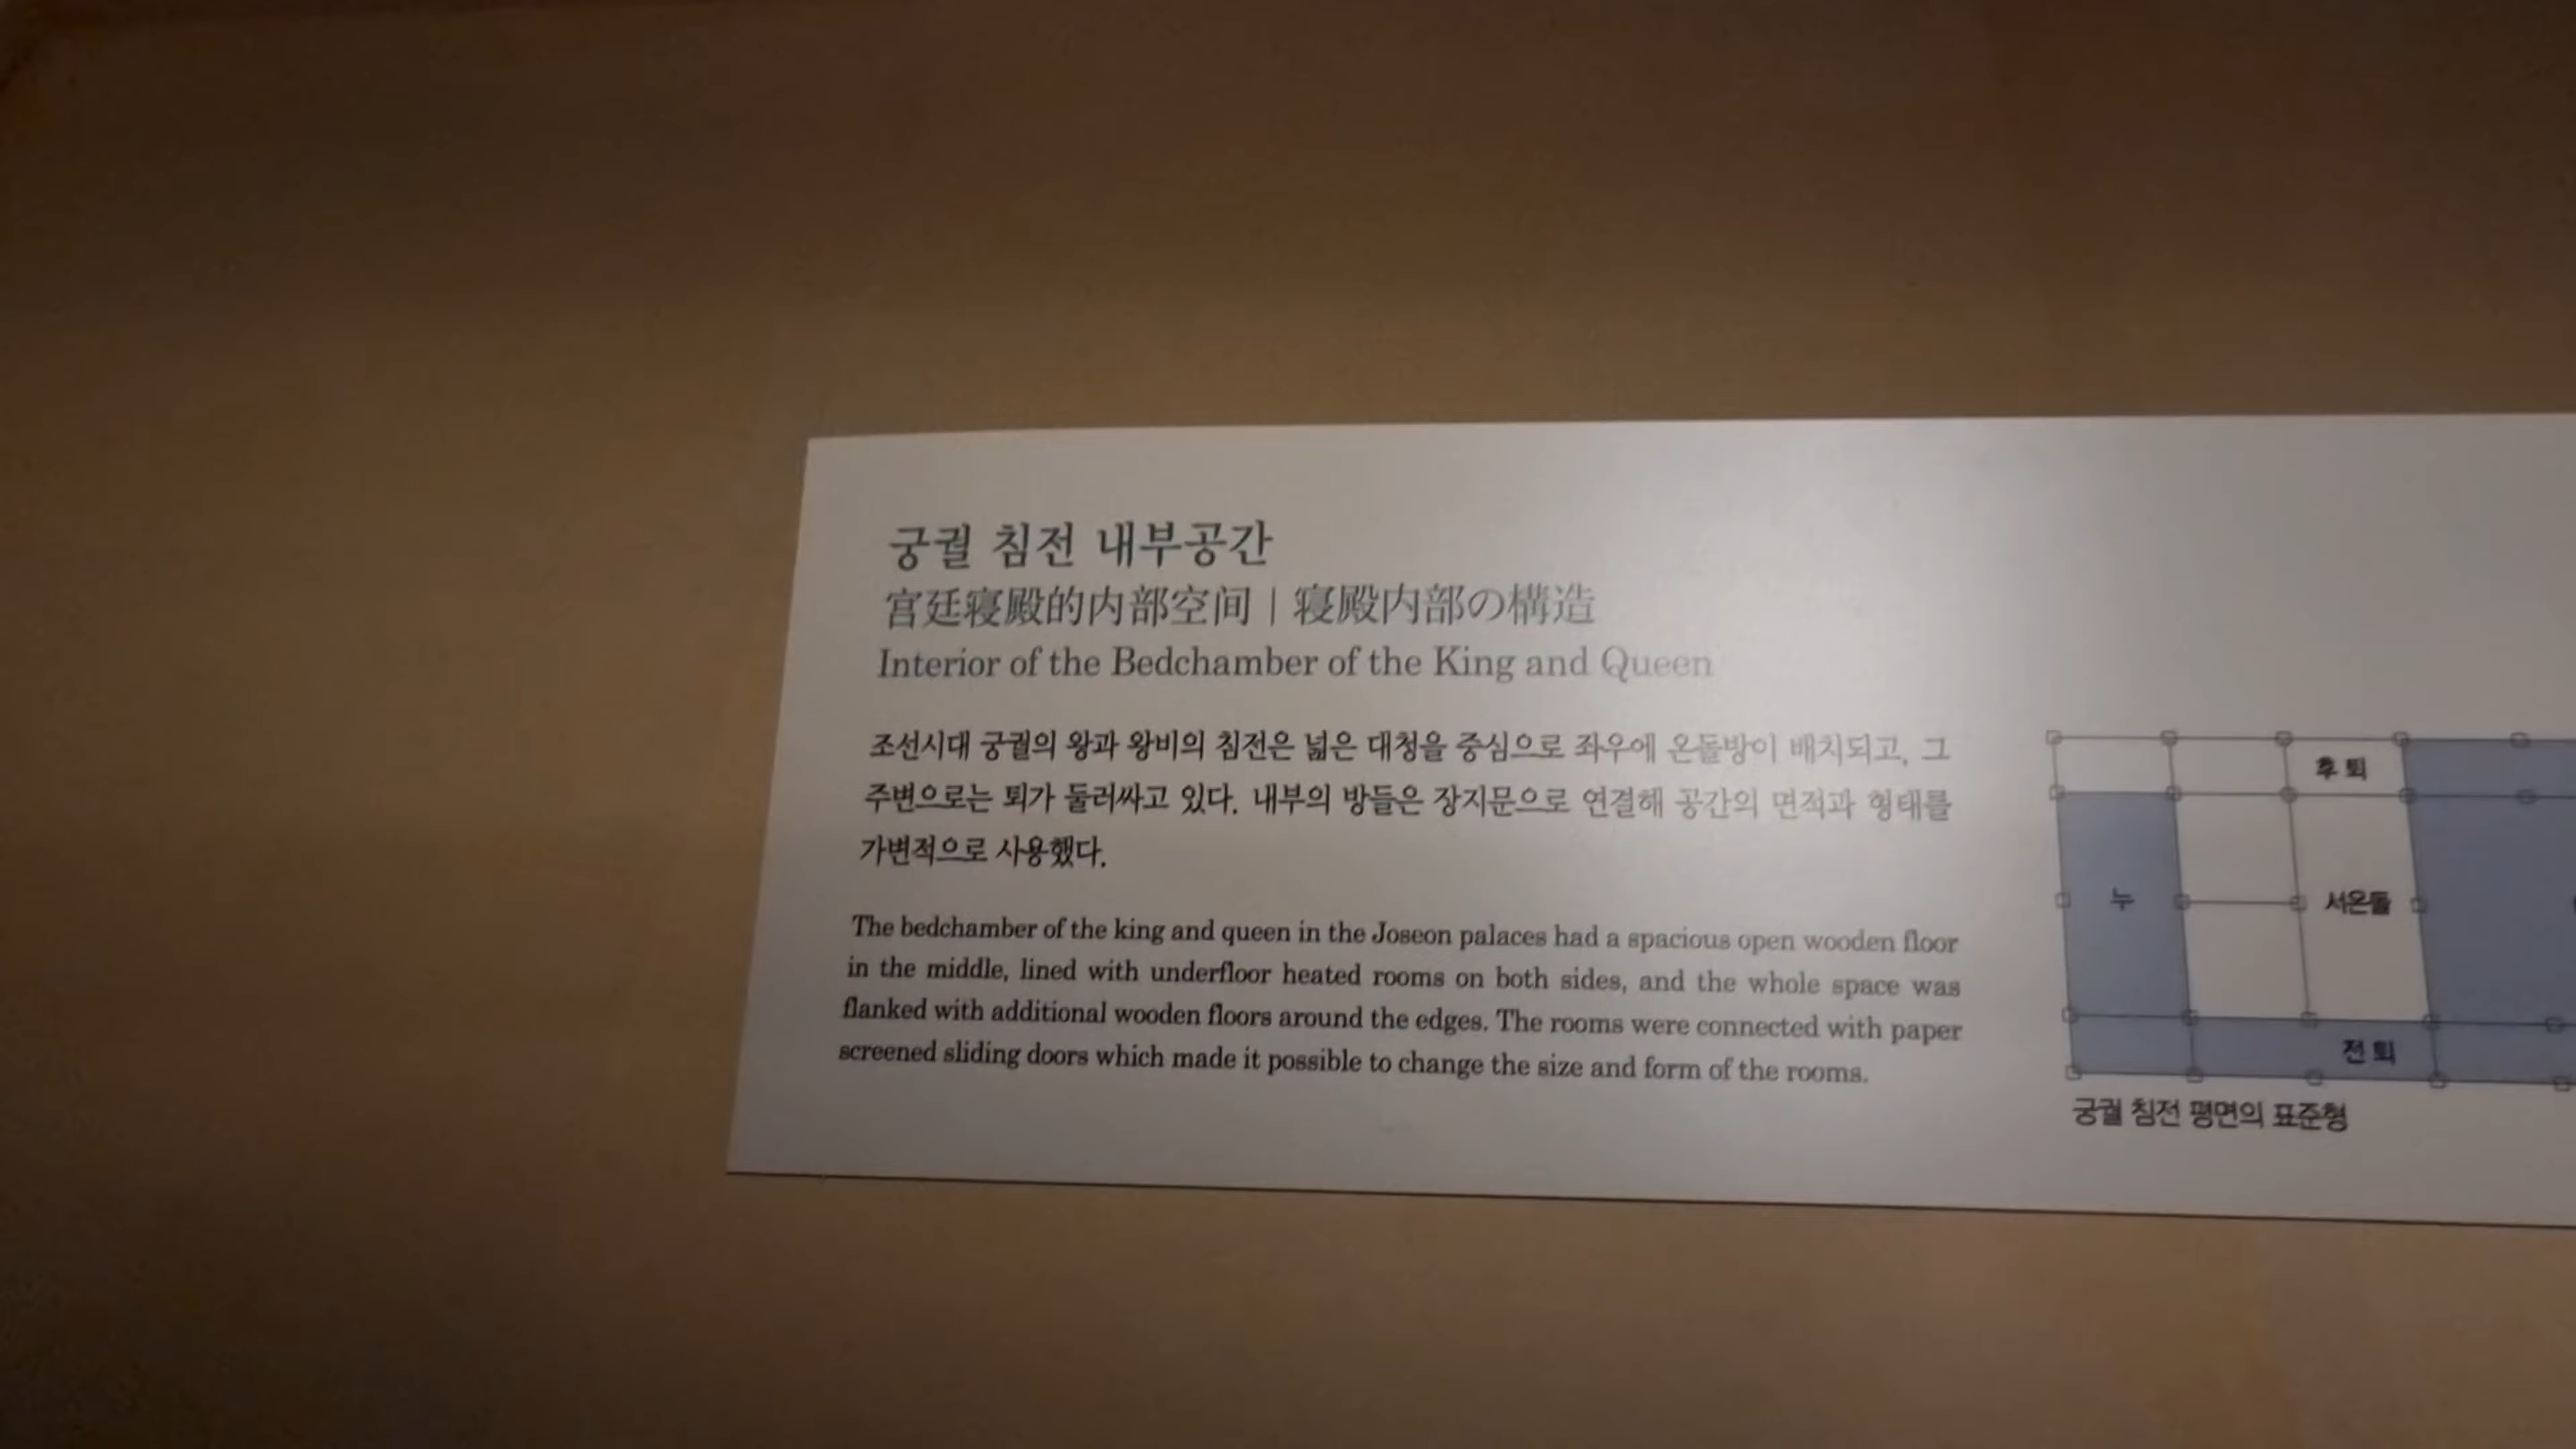 궁궐 침전 내부공간
宫廷寝殿的内部空间 | 寝殿内部の構造
Interior of the Bedchamber of the King and Queen
조선시대 궁궐의 왕과 왕비의 침전은 넓은 대청을 중심으로 좌우에 온돌방이 배치되고, 그
주변으로는 퇴가 둘러싸고 있다. 내부의 방들은 장지문으로 연결해 공간의 면적과 형태를
가변적으로 사용했다.
The bedchamber of the king and queen in the Joseon palaces had a spacious open wooden floor
in the middle, lined with underfloor heated rooms on both sides, and the whole space was
flanked with additional wooden floors around the edges. The rooms were connected with paper
screened sliding doors which made it possible to change the size and form of the rooms.
후퇴
누
서온돌
전퇴
궁궐 침전 평면의 표준형